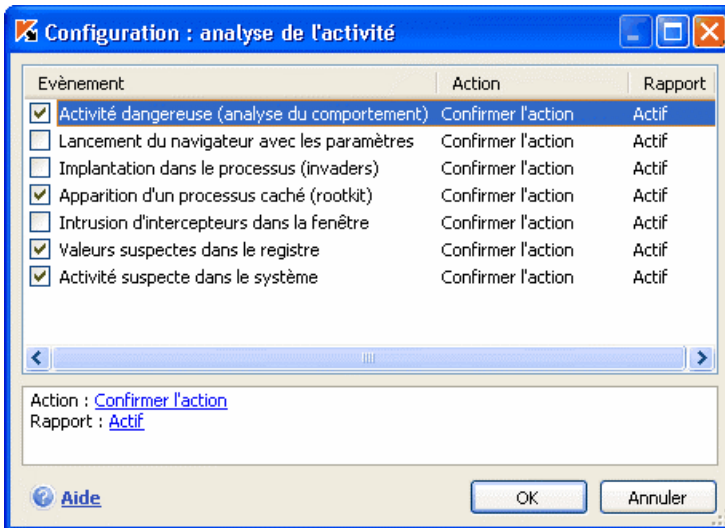 Configuration : analyse de l'activité
Evènement Action Rapport
Activité dangereuse (analyse du comportement) Confirmer l'action Actif
Lancement du navigateur avec les paramètres Confirmer l'action Actif
Implantation dans le processus (invaders) Confirmer l'action Actif
Apparition d'un processus caché (rootkit) Confirmer l'action Actif
Intrusion d'intercepteurs dans la fenêtre Confirmer l'action Actif
Valeurs suspectes dans le registre Confirmer l'action Actif
Activité suspecte dans le système Confirmer l'action Actif
Action : Confirmer l'action
Rapport : Actif
Aide OK Annuler